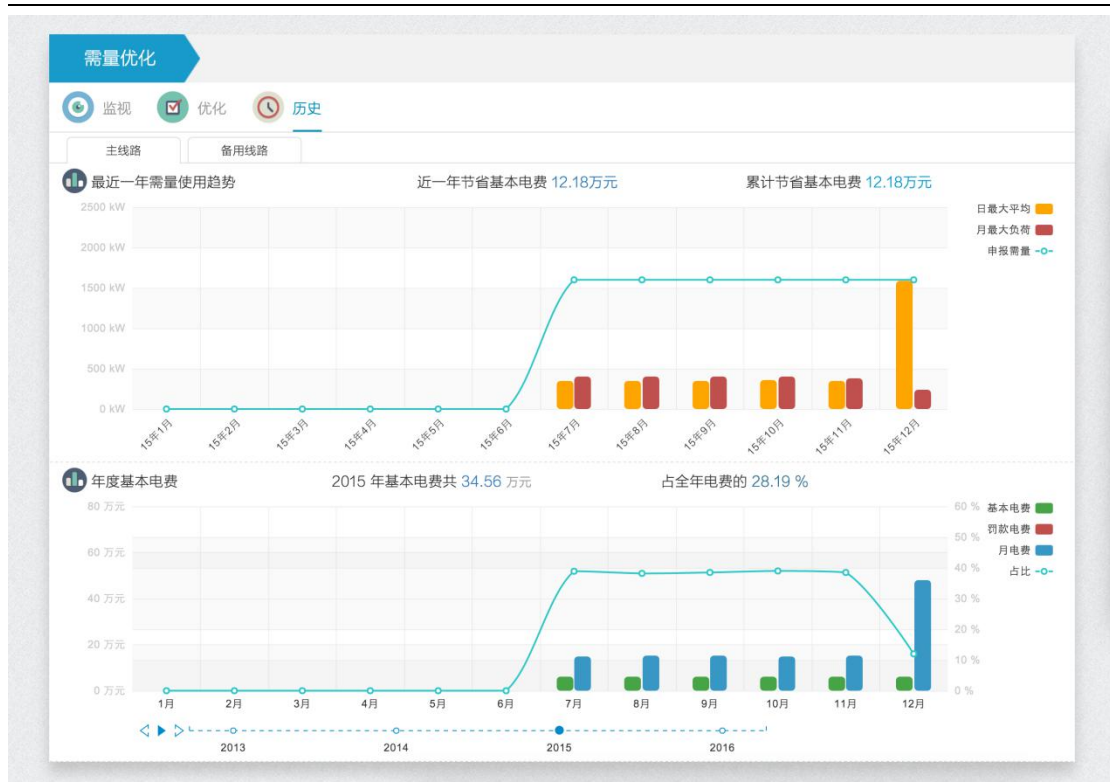 需量优化
监视 优化 历史
主线路 备用线路
最近一年需量使用趋势 近一年节省基本电费 12.18万元 累计节省基本电费 12.18万元
2500 kW
2000 kW
1500 kW
1000 kW
500 kW
0 kW
日最大平均
月最大负荷
申报需量
15年1月 15年2月 15年3月 15年4月 15年5月 15年6月 15年7月 15年8月 15年9月 15年10月 15年11月 15年12月
年度基本电费 2015 年基本电费共 34.56 万元 占全年电费的 28.19 %
80 万元
60 万元
40 万元
20 万元
0 万元
60 %
50 %
40 %
30 %
20 %
10 %
0 %
基本电费
罚款电费
月电费
占比
1月 2月 3月 4月 5月 6月 7月 8月 9月 10月 11月 12月
2013 2014 2015 2016